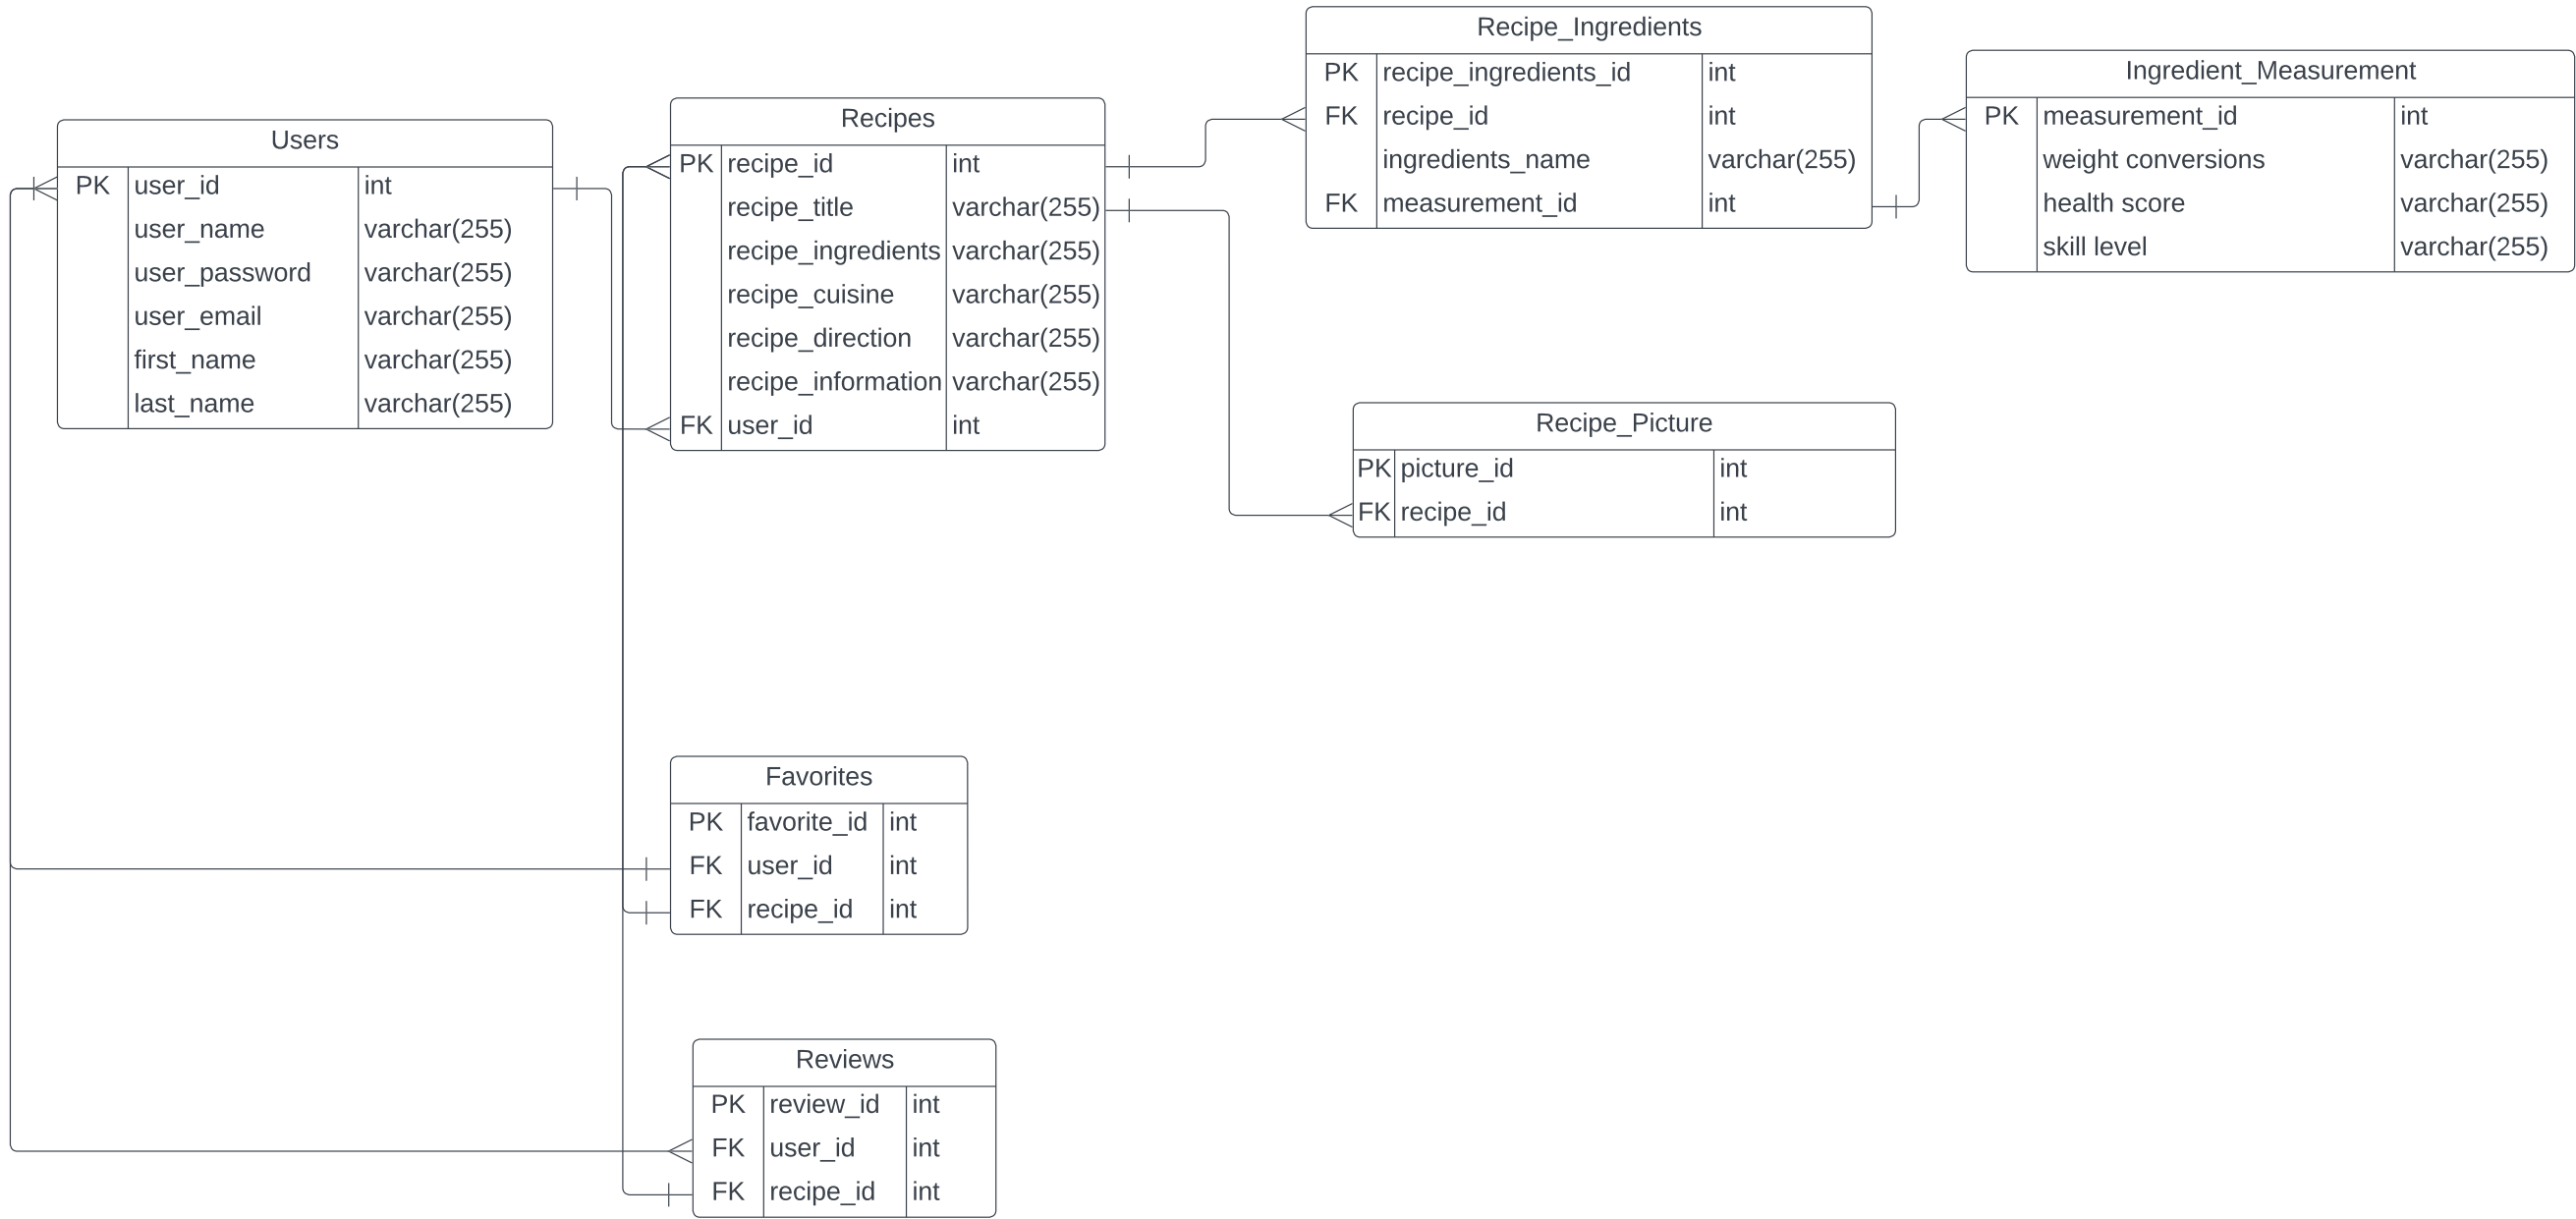 Users
PK user_id int
user_name varchar(255)
user_password varchar(255)
user_email varchar(255)
first_name varchar(255)
last_name varchar(255)
Recipes
PK recipe_id int
recipe_title varchar(255)
recipe_ingredients varchar(255)
recipe_cuisine varchar(255)
recipe_direction varchar(255)
recipe_information varchar(255)
FK user_id int
Recipe_Ingredients
PK recipe_ingredients_id int
FK recipe_id int
ingredients_name varchar(255)
FK measurement_id int
Ingredient_Measurement
PK measurement_id int
weight conversions varchar(255)
health score varchar(255)
skill level varchar(255)
Recipe_Picture
PK picture_id int
FK recipe_id int
Favorites
PK favorite_id int
FK user_id int
FK recipe_id int
Reviews
PK review_id int
FK user_id int
FK recipe_id int